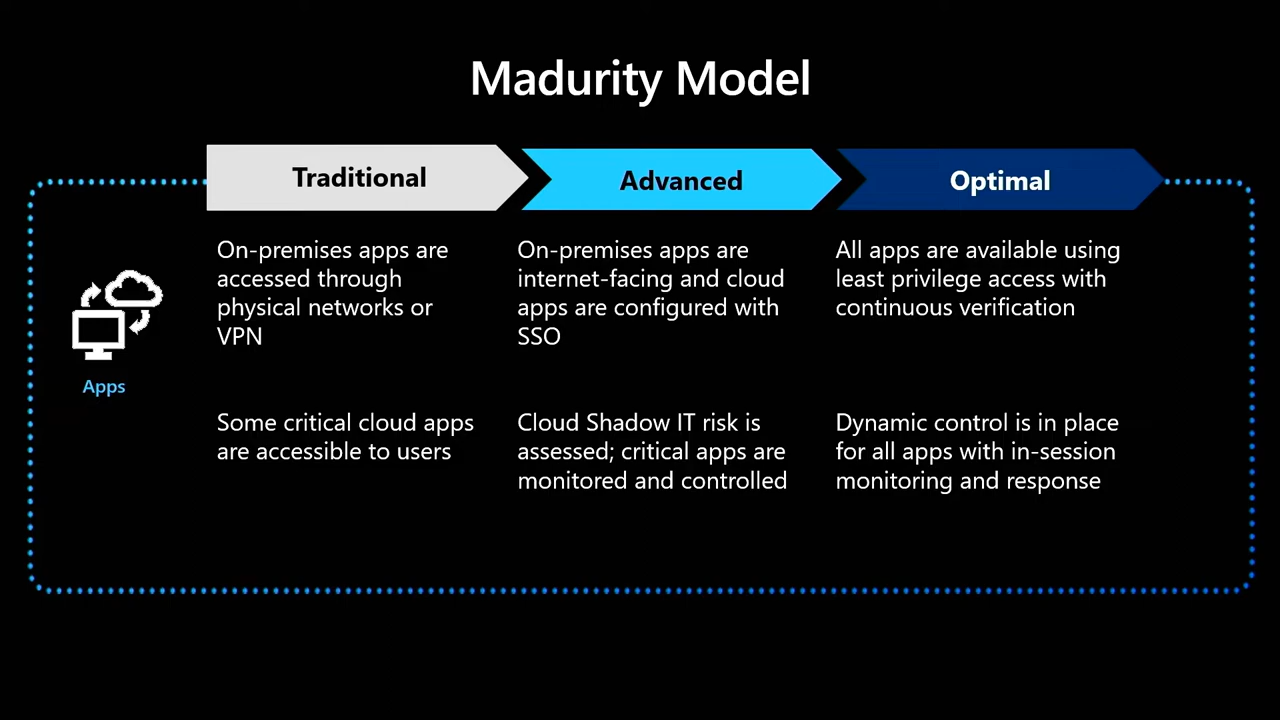 Madurity Model
Traditional
Advanced
Optimal
Apps
On-premises apps are
accessed through
physical networks or
VPN
On-premises apps are
internet-facing and cloud
apps are configured with
SSO
All apps are available using
least privilege access with
continuous verification
Some critical cloud apps
are accessible to users
Cloud Shadow IT risk is
assessed; critical apps are
monitored and controlled
Dynamic control is in place
for all apps with in-session
monitoring and response